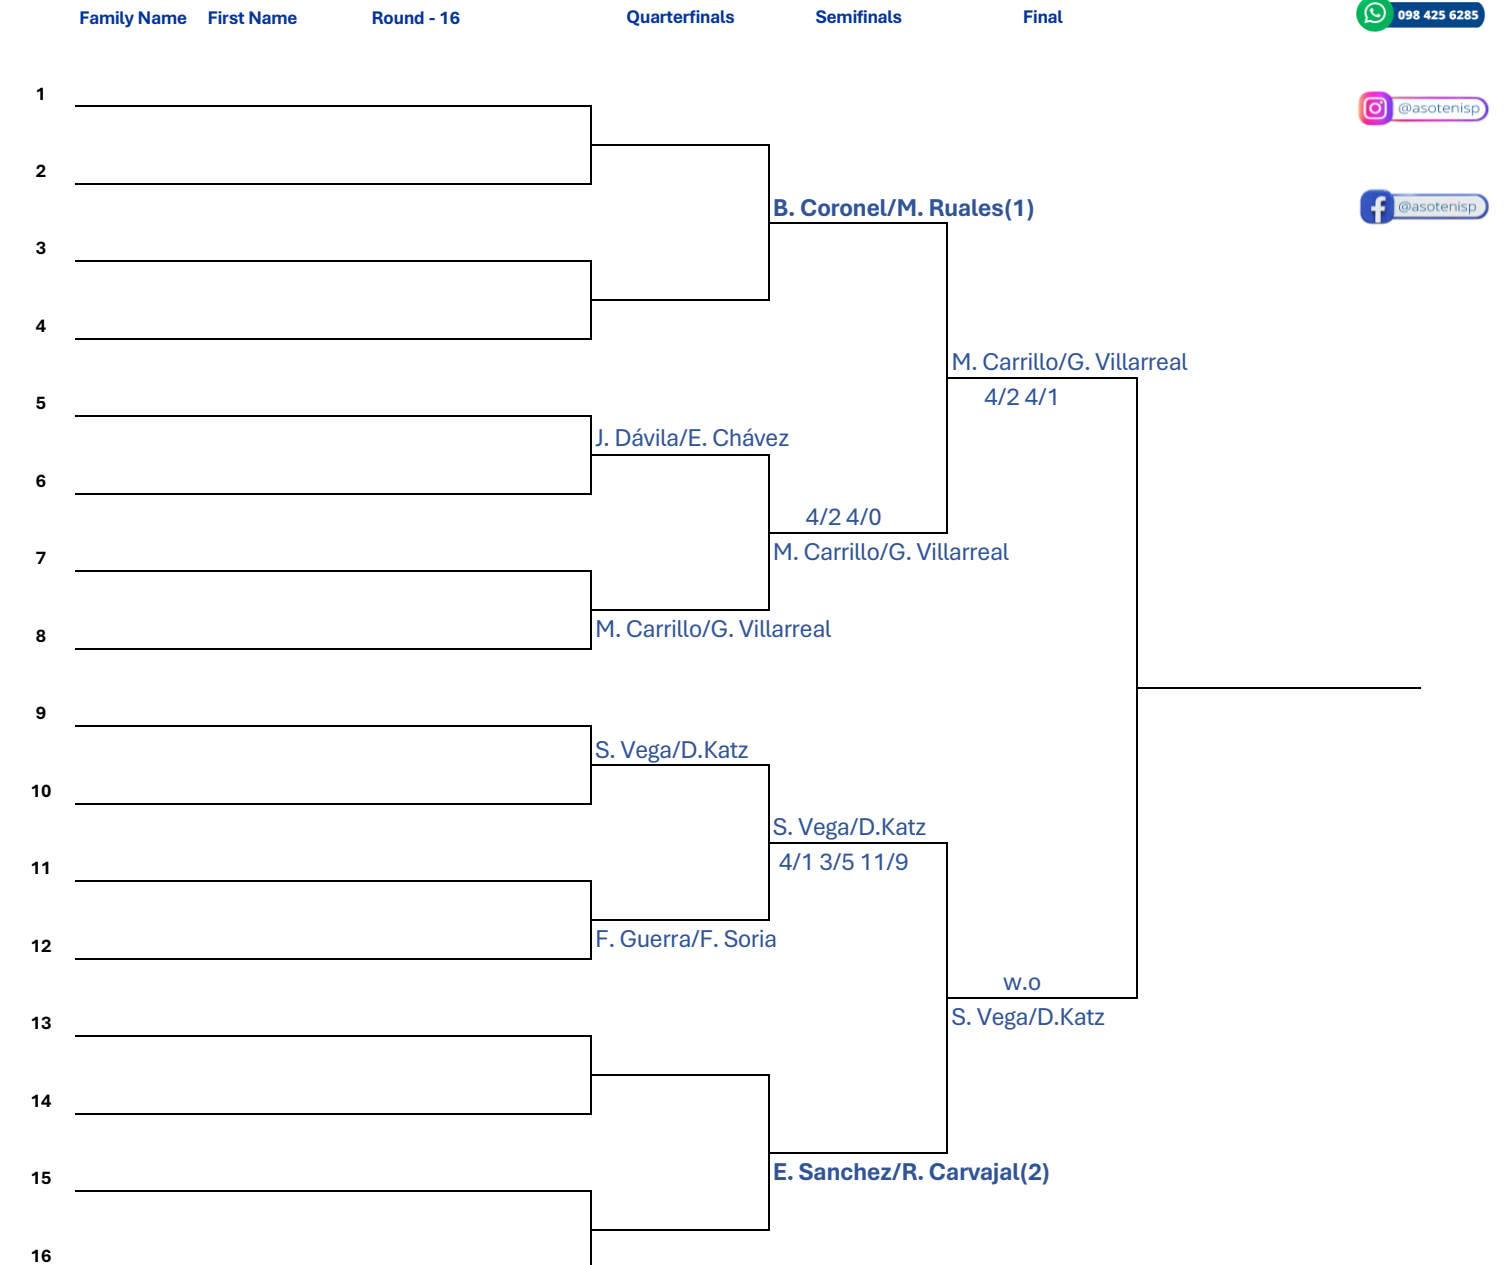 Family Name First Name Round - 16 Quarterfinals Semifinals Final
098 425 6285
1
@asotenisp
2
B. Coronel/M. Ruales(1)
@asotenisp
3
4
M. Carrillo/G. Villarreal
4/2 4/1
5
J. Dávila/E. Chávez
6
4/2 4/0
M. Carrillo/G. Villarreal
7
M. Carrillo/G. Villarreal
8
9
S. Vega/D.Katz
10
S. Vega/D.Katz
4/1 3/5 11/9
11
F. Guerra/F. Soria
12
w.o
S. Vega/D.Katz
13
14
E. Sanchez/R. Carvajal(2)
15
16